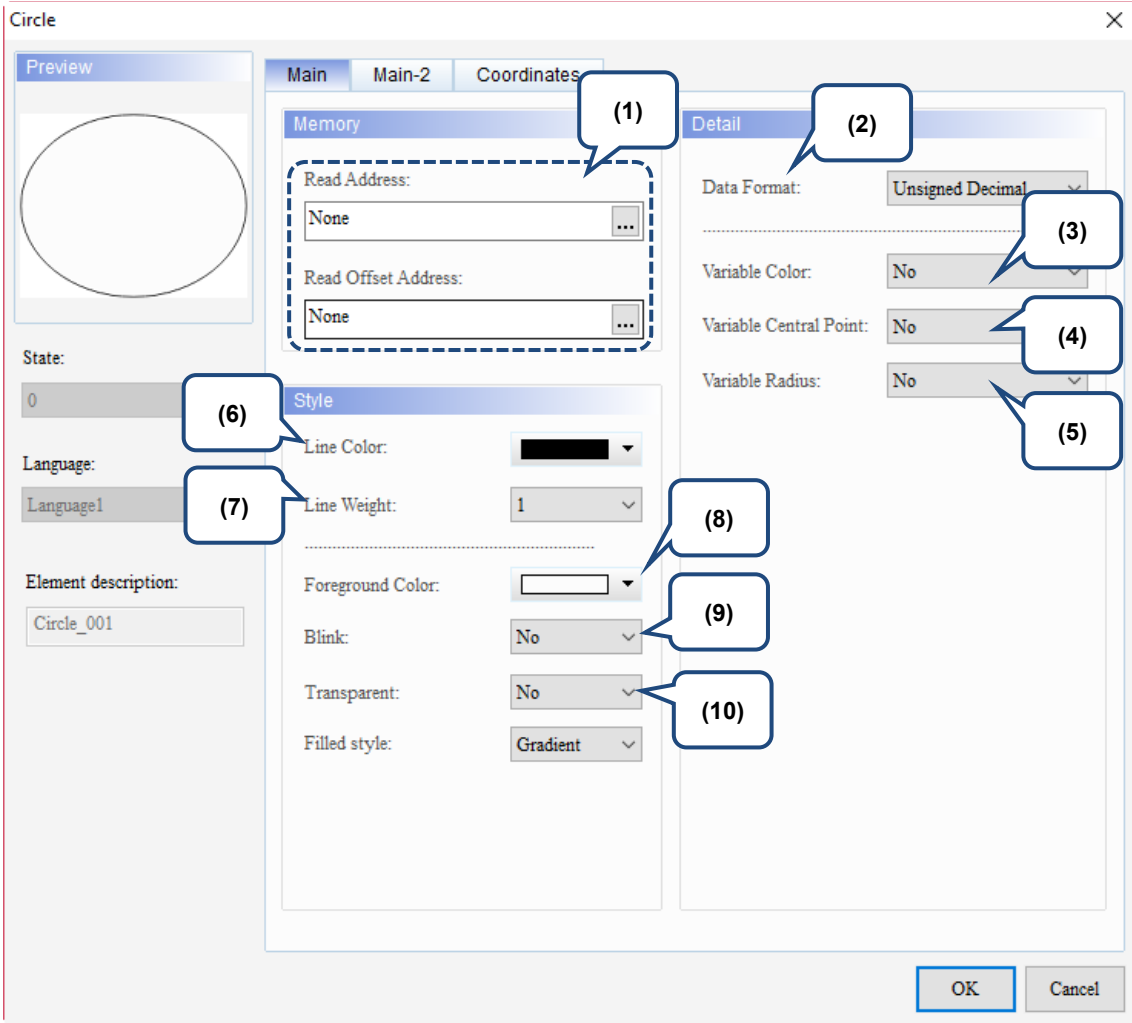 Circle
Preview
Main
Main-2
Coordinates
(1)
Memory
Read Address:
None
...
Read Offset Address:
None
...
Detail
(2)
Data Format:
Unsigned Decimal
(3)
Variable Color:
No
Variable Central Point:
No
(4)
Variable Radius:
No
(5)
State:
0
Language:
Language1
Element description:
Circle_001
Style
(6)
Line Color:
(7)
Line Weight:
1
(8)
Foreground Color:
(9)
Blink:
No
Transparent:
No
(10)
Filled style:
Gradient
OK
Cancel